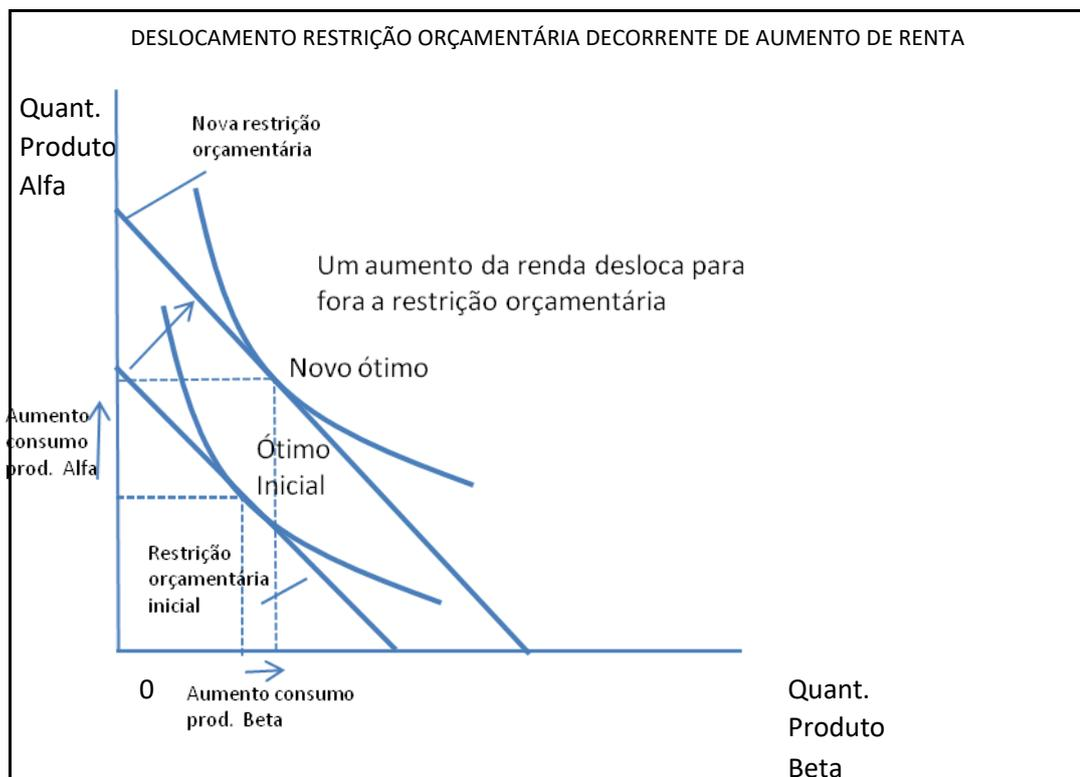 DESLOCAMENTO RESTRIÇÃO ORÇAMENTÁRIA DECORRENTE DE AUMENTO DE RENTA
Quant.
Produto
Alfa
Nova restrição
orçamentária
Um aumento da renda desloca para
fora a restrição orçamentária
Novo ótimo
Aumento
consumo
prod. Alfa
Ótimo
Inicial
Restrição
orçamentária
inicial
0
Aumento consumo
prod. Beta
Quant.
Produto
Beta